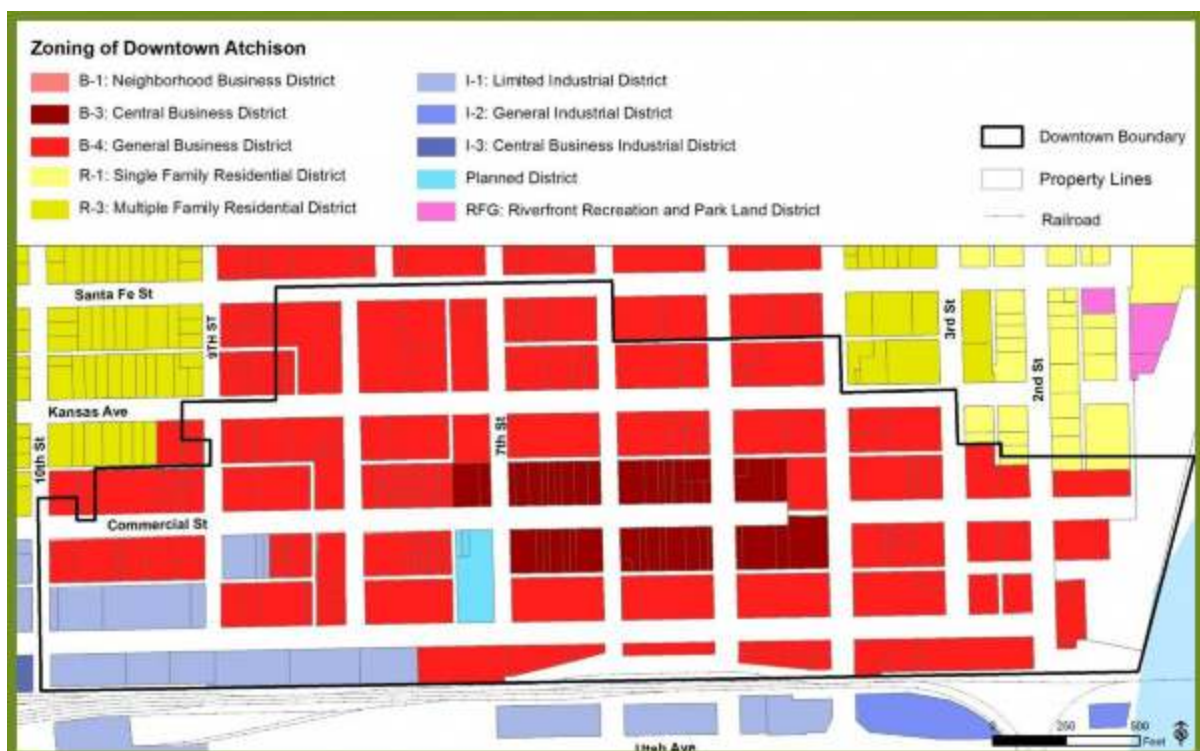 Zoning of Downtown Atchison
B-1: Neighborhood Business District
B-3: Central Business District
B-4: General Business District
R-1: Single Family Residential District
R-3: Multiple Family Residential District
I-1: Limited Industrial District
I-2: General Industrial District
I-3: Central Business Industrial District
Planned District
RFG: Riverfront Recreation and Park Land District
Downtown Boundary
Property Lines
Railroad
Santa Fe St
9TH ST
3rd St
2nd St
Kansas Ave
10th St
7th St
Commercial St
Utah Ave
0 250 500
Feet